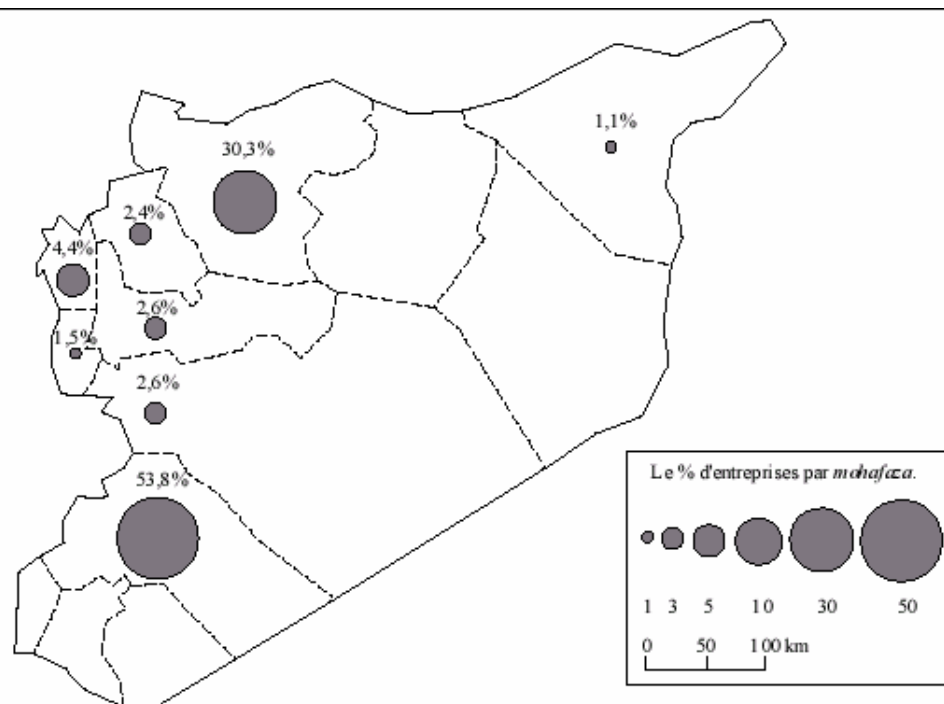 1,1%
30,3%
2,4%
4,4%
2,6%
1,5%
2,6%
53,8%
Le % d'entreprises par mohafaza.
1 3 5 10 30 50
0 50 100 km